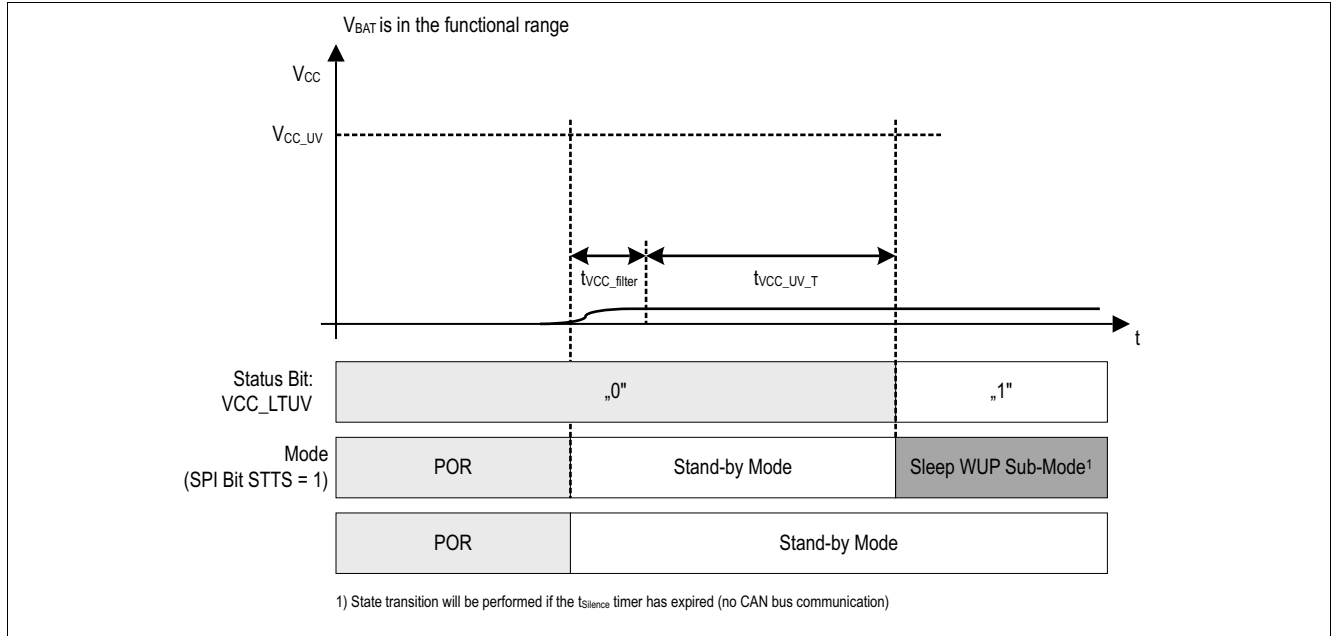 VBAT is in the functional range
VCC
VCC_UV
tVCC_filter
tVCC_UV_T
t
Status Bit:
VCC_LTUV
„0"
„1"
Mode
(SPI Bit STTS = 1)
POR
Stand-by Mode
Sleep WUP Sub-Mode1
POR
Stand-by Mode
1) State transition will be performed if the tSilence timer has expired (no CAN bus communication)